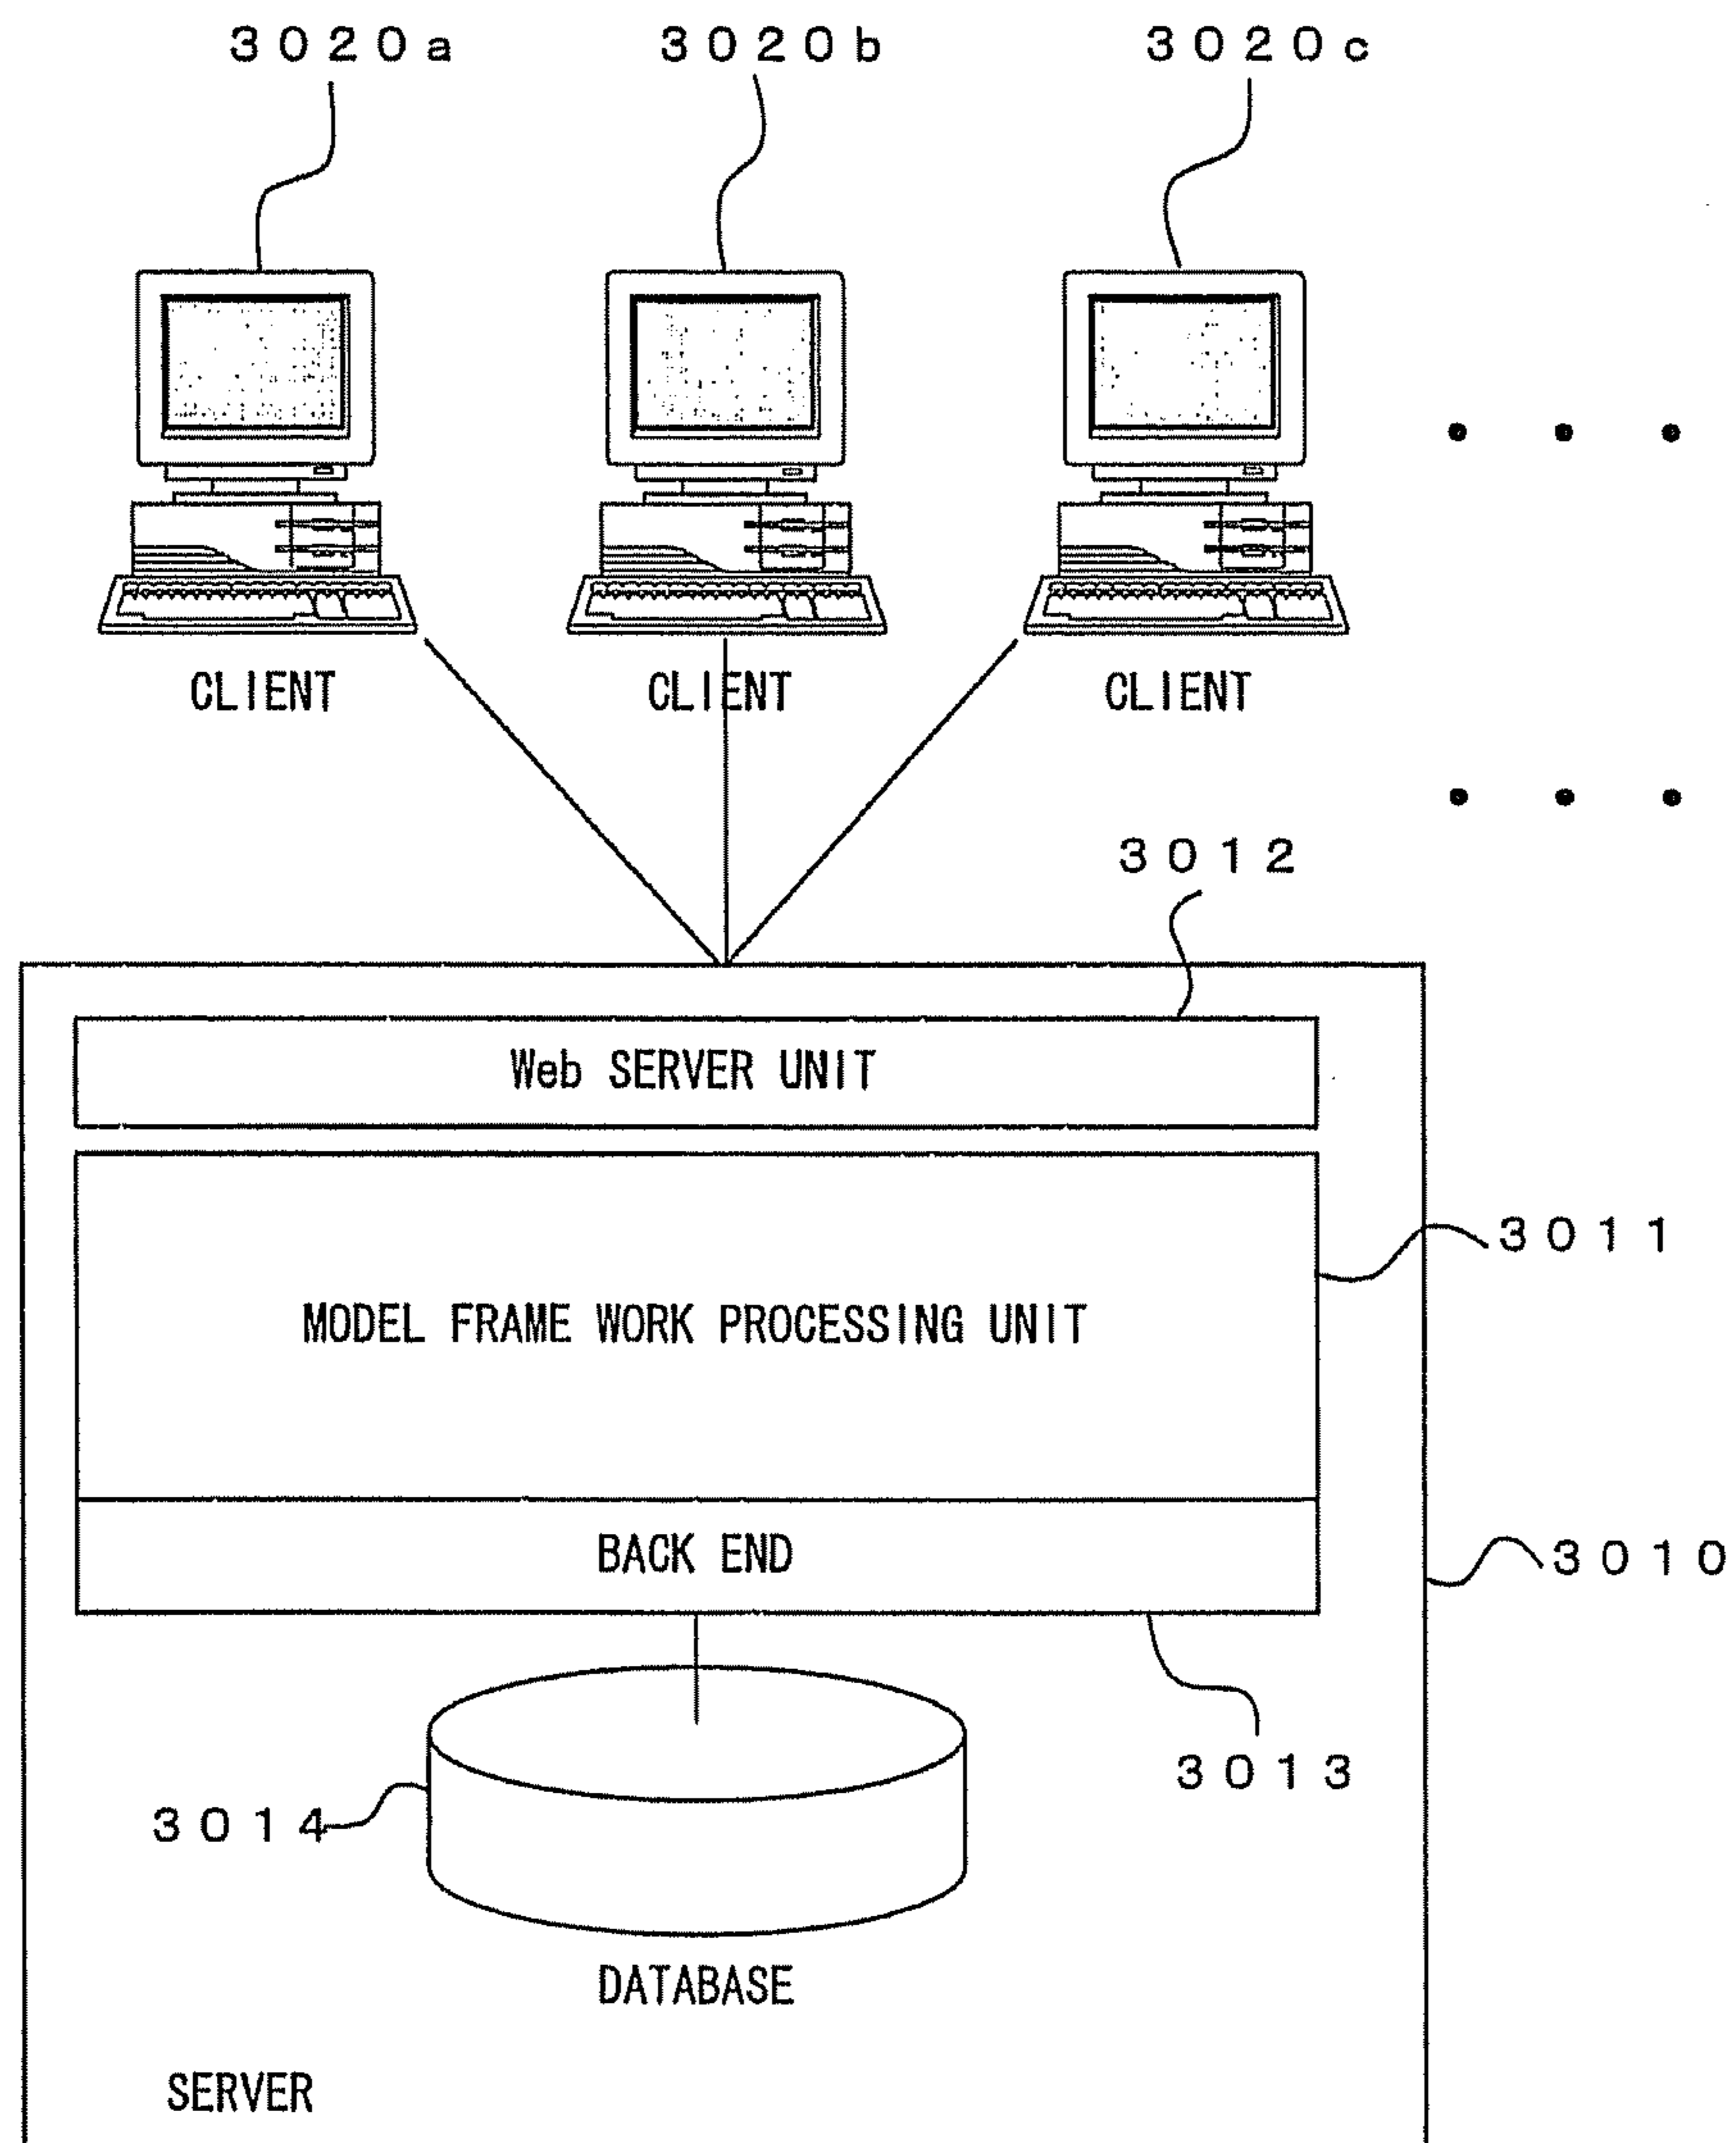 3020a 3020b 3020c
CLIENT CLIENT CLIENT
3012
Web SERVER UNIT
3011
MODEL FRAME WORK PROCESSING UNIT
BACK END
3010
3013
3014
DATABASE
SERVER